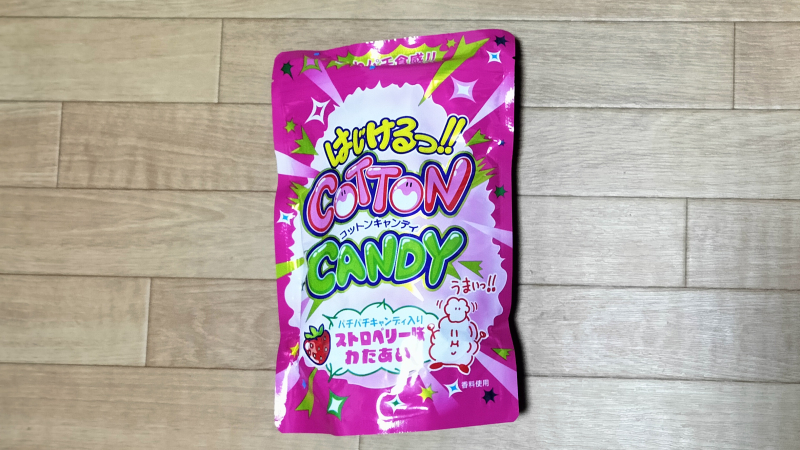 はじけるっ!!
COTTON
コットンキャンディ
CANDY
うまいっ!!
パチパチキャンディ入り
ストロベリー味
わたあめ
香料使用